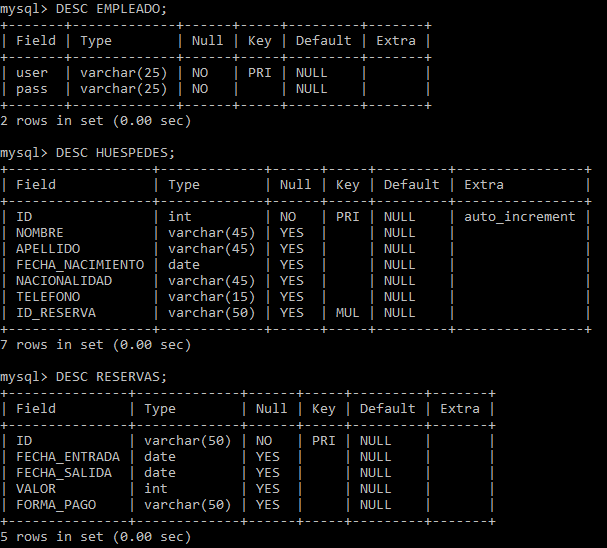 mysql> DESC EMPLEADO;
+-------+-------------+------+-----+---------+-------+
| Field | Type        | Null | Key | Default | Extra |
+-------+-------------+------+-----+---------+-------+
| user  | varchar(25) | NO   | PRI | NULL    |       |
| pass  | varchar(25) | NO   |     | NULL    |       |
+-------+-------------+------+-----+---------+-------+
2 rows in set (0.00 sec)

mysql> DESC HUESPEDES;
+------------------+-------------+------+-----+---------+----------------+
| Field            | Type        | Null | Key | Default | Extra          |
+------------------+-------------+------+-----+---------+----------------+
| ID               | int         | NO   | PRI | NULL    | auto_increment |
| NOMBRE           | varchar(45) | YES  |     | NULL    |                |
| APELLIDO         | varchar(45) | YES  |     | NULL    |                |
| FECHA_NACIMIENTO | date        | YES  |     | NULL    |                |
| NACIONALIDAD     | varchar(45) | YES  |     | NULL    |                |
| TELEFONO         | varchar(15) | YES  |     | NULL    |                |
| ID_RESERVA       | varchar(50) | YES  | MUL | NULL    |                |
+------------------+-------------+------+-----+---------+----------------+
7 rows in set (0.00 sec)

mysql> DESC RESERVAS;
+---------------+-------------+------+-----+---------+-------+
| Field         | Type        | Null | Key | Default | Extra |
+---------------+-------------+------+-----+---------+-------+
| ID            | varchar(50) | NO   | PRI | NULL    |       |
| FECHA_ENTRADA | date        | YES  |     | NULL    |       |
| FECHA_SALIDA  | date        | YES  |     | NULL    |       |
| VALOR         | int         | YES  |     | NULL    |       |
| FORMA_PAGO    | varchar(50) | YES  |     | NULL    |       |
+---------------+-------------+------+-----+---------+-------+
5 rows in set (0.00 sec)